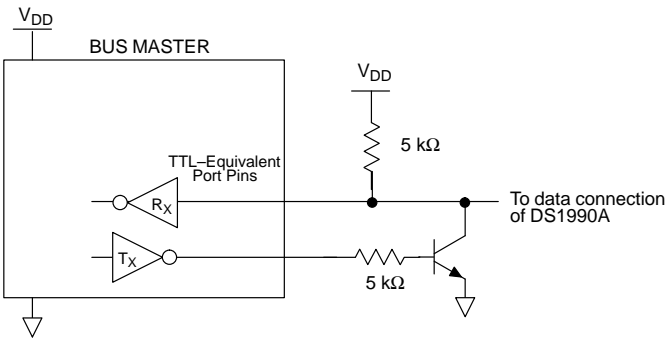 VDD
BUS MASTER
VDD
5 kΩ
TTL–Equivalent
Port Pins
RX
To data connection
of DS1990A
TX
5 kΩ